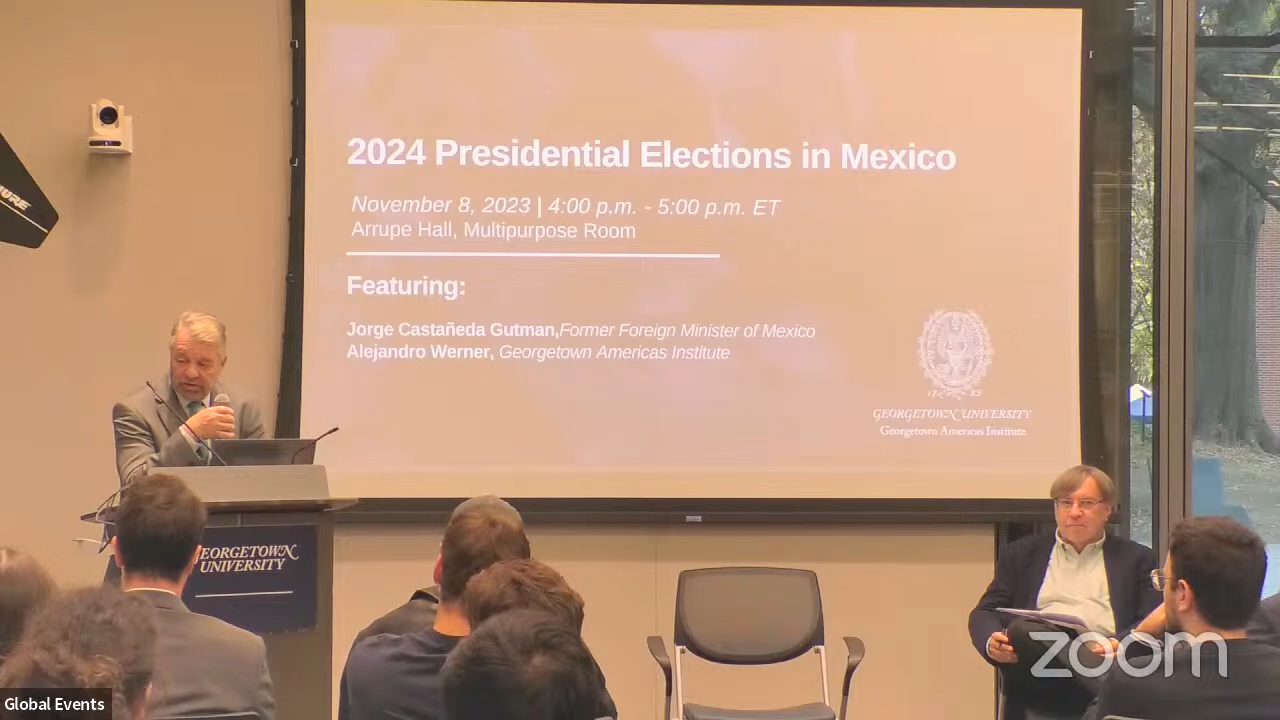 2024 Presidential Elections in Mexico
November 8, 2023 | 4:00 p.m. - 5:00 p.m. ET
Arrupe Hall, Multipurpose Room
Featuring:
Jorge Castañeda Gutman,Former Foreign Minister of Mexico
Alejandro Werner, Georgetown Americas Institute
GEORGETOWN UNIVERSITY
Georgetown Americas Institute
EORGETOWN
UNIVERSITY
zoom
Global Events